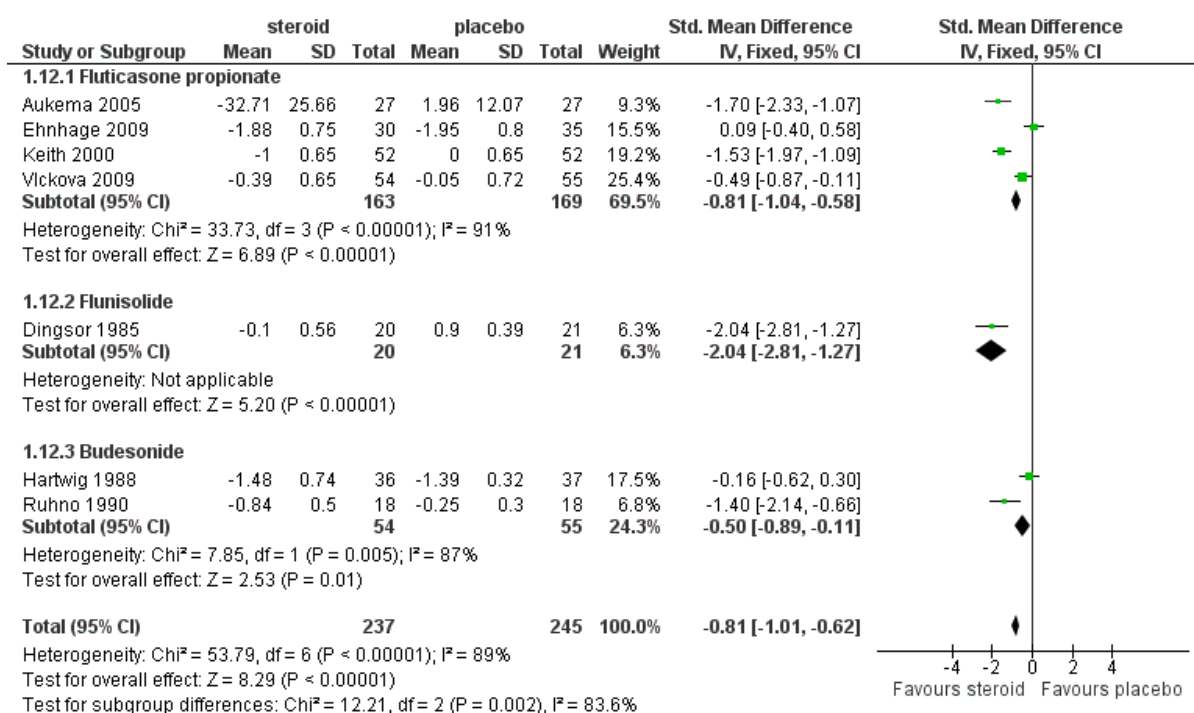 steroid placebo Std. Mean Difference Std. Mean Difference
Study or Subgroup Mean SD Total Mean SD Total Weight IV, Fixed, 95% CI IV, Fixed, 95% CI
1.12.1 Fluticasone propionate
Aukema 2005 -32.71 25.66 27 1.96 12.07 27 9.3% -1.70 [-2.33, -1.07]
Ehnhage 2009 -1.88 0.75 30 -1.95 0.8 35 15.5% 0.09 [-0.40, 0.58]
Keith 2000 -1 0.65 52 0 0.65 52 19.2% -1.53 [-1.97, -1.09]
Vlckova 2009 -0.39 0.65 54 -0.05 0.72 55 25.4% -0.49 [-0.87, -0.11]
Subtotal (95% CI) 163 169 69.5% -0.81 [-1.04, -0.58]
Heterogeneity: Chi² = 33.73, df = 3 (P < 0.00001); I² = 91%
Test for overall effect: Z = 6.89 (P < 0.00001)
1.12.2 Flunisolide
Dingsor 1985 -0.1 0.56 20 0.9 0.39 21 6.3% -2.04 [-2.81, -1.27]
Subtotal (95% CI) 20 21 6.3% -2.04 [-2.81, -1.27]
Heterogeneity: Not applicable
Test for overall effect: Z = 5.20 (P < 0.00001)
1.12.3 Budesonide
Hartwig 1988 -1.48 0.74 36 -1.39 0.32 37 17.5% -0.16 [-0.62, 0.30]
Ruhno 1990 -0.84 0.5 18 -0.25 0.3 18 6.8% -1.40 [-2.14, -0.66]
Subtotal (95% CI) 54 55 24.3% -0.50 [-0.89, -0.11]
Heterogeneity: Chi² = 7.85, df = 1 (P = 0.005); I² = 87%
Test for overall effect: Z = 2.53 (P = 0.01)
Total (95% CI) 237 245 100.0% -0.81 [-1.01, -0.62]
Heterogeneity: Chi² = 53.79, df = 6 (P < 0.00001); I² = 89%
Test for overall effect: Z = 8.29 (P < 0.00001)
Test for subgroup differences: Chi² = 12.21, df = 2 (P = 0.002), I² = 83.6%
-4 -2 0 2 4
Favours steroid Favours placebo